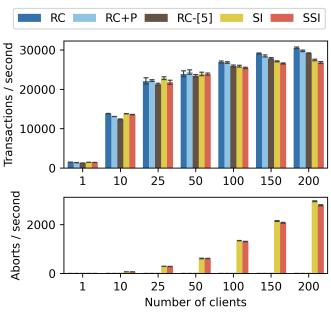 RC RC+P RC-[5] SI SSI
Transactions / second
30000
20000
10000
0
1 10 25 50 100 150 200
Aborts / second
2000
0
1 10 25 50 100 150 200
Number of clients